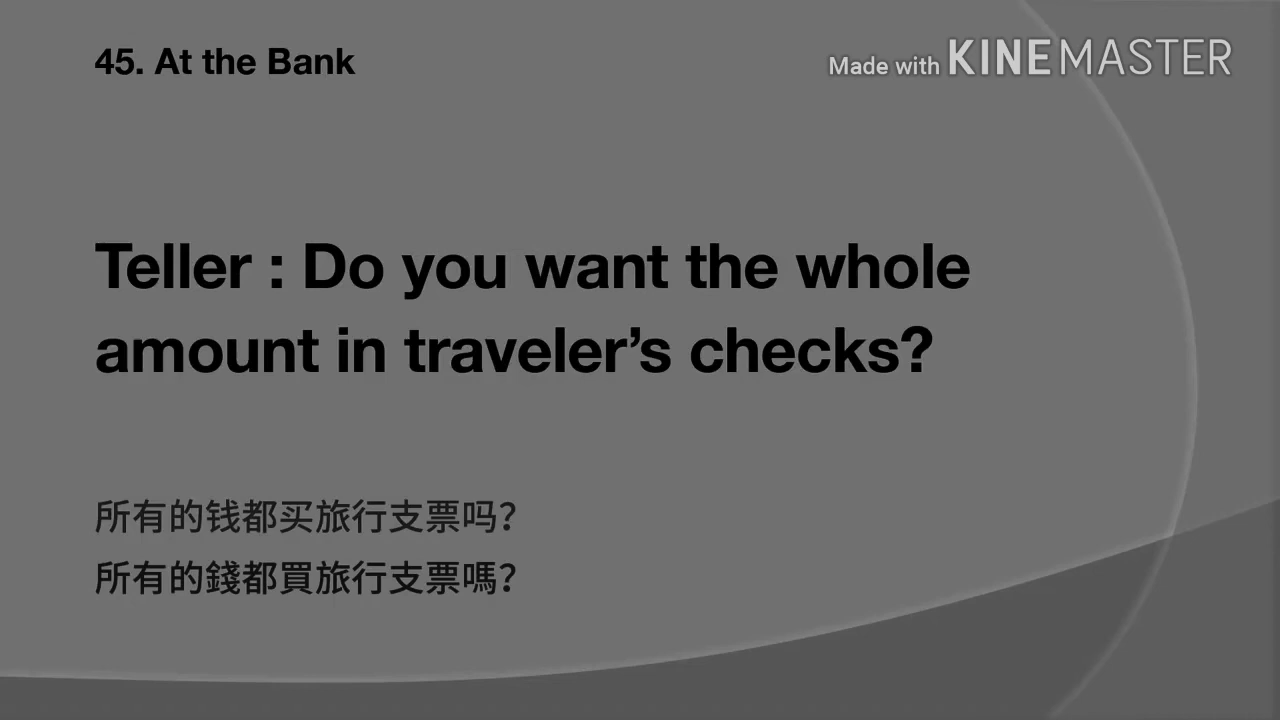 45. At the Bank
Made with KINEMASTER
Teller : Do you want the whole
amount in traveler’s checks?
所有的钱都买旅行支票吗？
所有的錢都買旅行支票嗎？